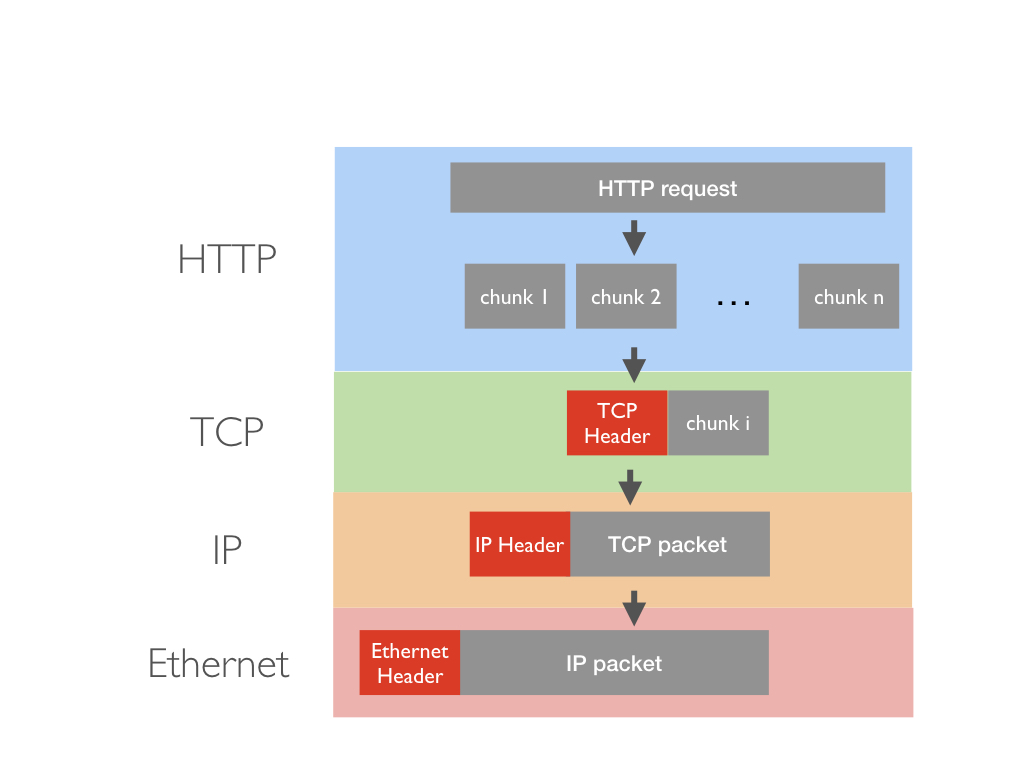 HTTP request
HTTP
chunk 1 chunk 2 ... chunk n
TCP
TCP
Header
chunk i
IP
IP Header TCP packet
Ethernet
Ethernet
Header
IP packet